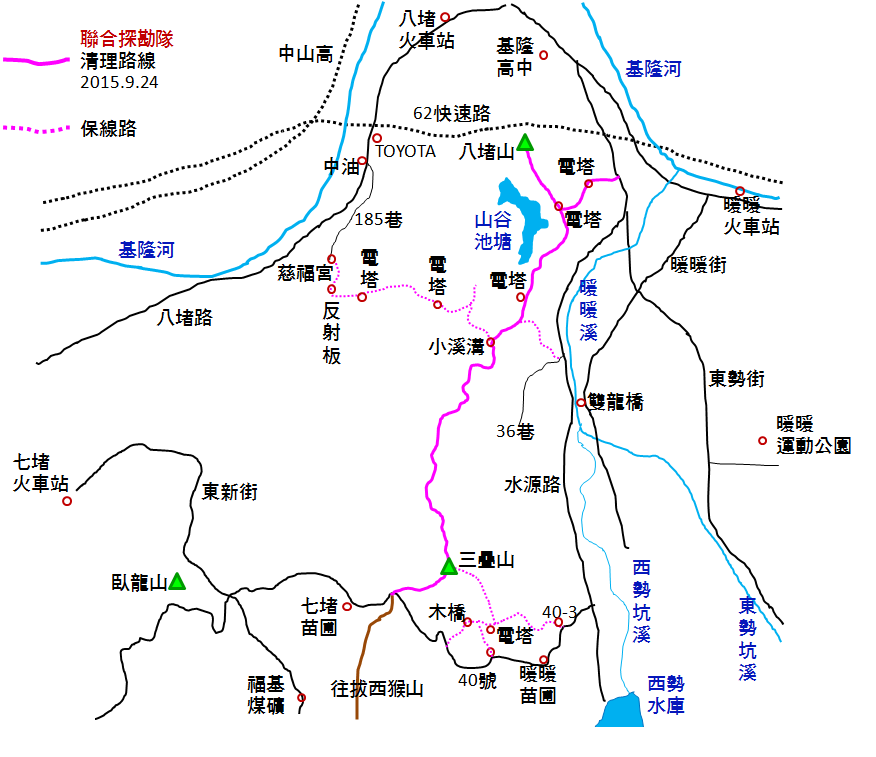 聯合探勘隊
清理路線
2015.9.24
保線路
中山高
八堵
火車站
基隆
高中
基隆河
62快速路
TOYOTA
八堵山
中油
電塔
暖暖
火車站
185巷
山谷
池塘
電塔
基隆河
慈福宮
電
塔
電
塔
電塔
暖暖街
暖
暖
溪
八堵路
反
射
板
小溪溝
東勢街
雙龍橋
36巷
暖暖
運動公園
七堵
火車站
東新街
水源路
三疊山
臥龍山
西
勢
坑
溪
東
勢
坑
溪
七堵
苗圃
木橋
40-3
電塔
40號
暖暖
苗圃
福基
煤礦
往拔西猴山
西勢
水庫